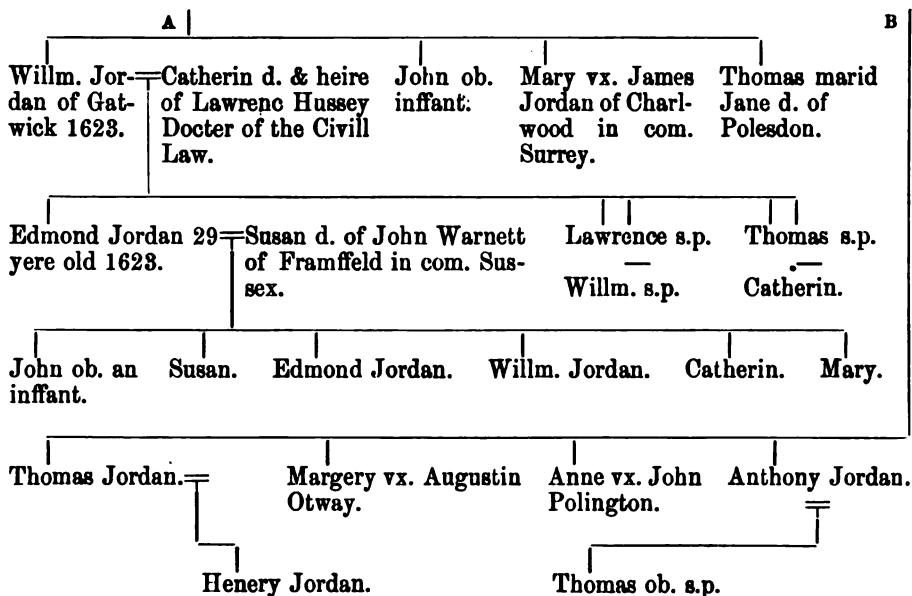 A B
Willm. Jor-
dan of Gat-
wick 1623.
Catherin d. & heire
of Lawrenc Hussey
Docter of the Civill
Law.
John ob.
inffant.
Mary vx. James
Jordan of Charl-
wood in com.
Surrey.
Thomas marid
Jane d. of
Polesdon.
Edmond Jordan 29
yere old 1623.
Susan d. of John Warnett
of Framffeld in com. Sus-
sex.
Lawrence s.p.
—
Willm. s.p.
Thomas s.p.
—
Catherin.
John ob. an
inffant.
Susan.
Edmond Jordan.
Willm. Jordan.
Catherin.
Mary.
Thomas Jordan.
Margery vx. Augustin
Otway.
Anne vx. John
Polington.
Anthony Jordan.
Henery Jordan.
Thomas ob. s.p.